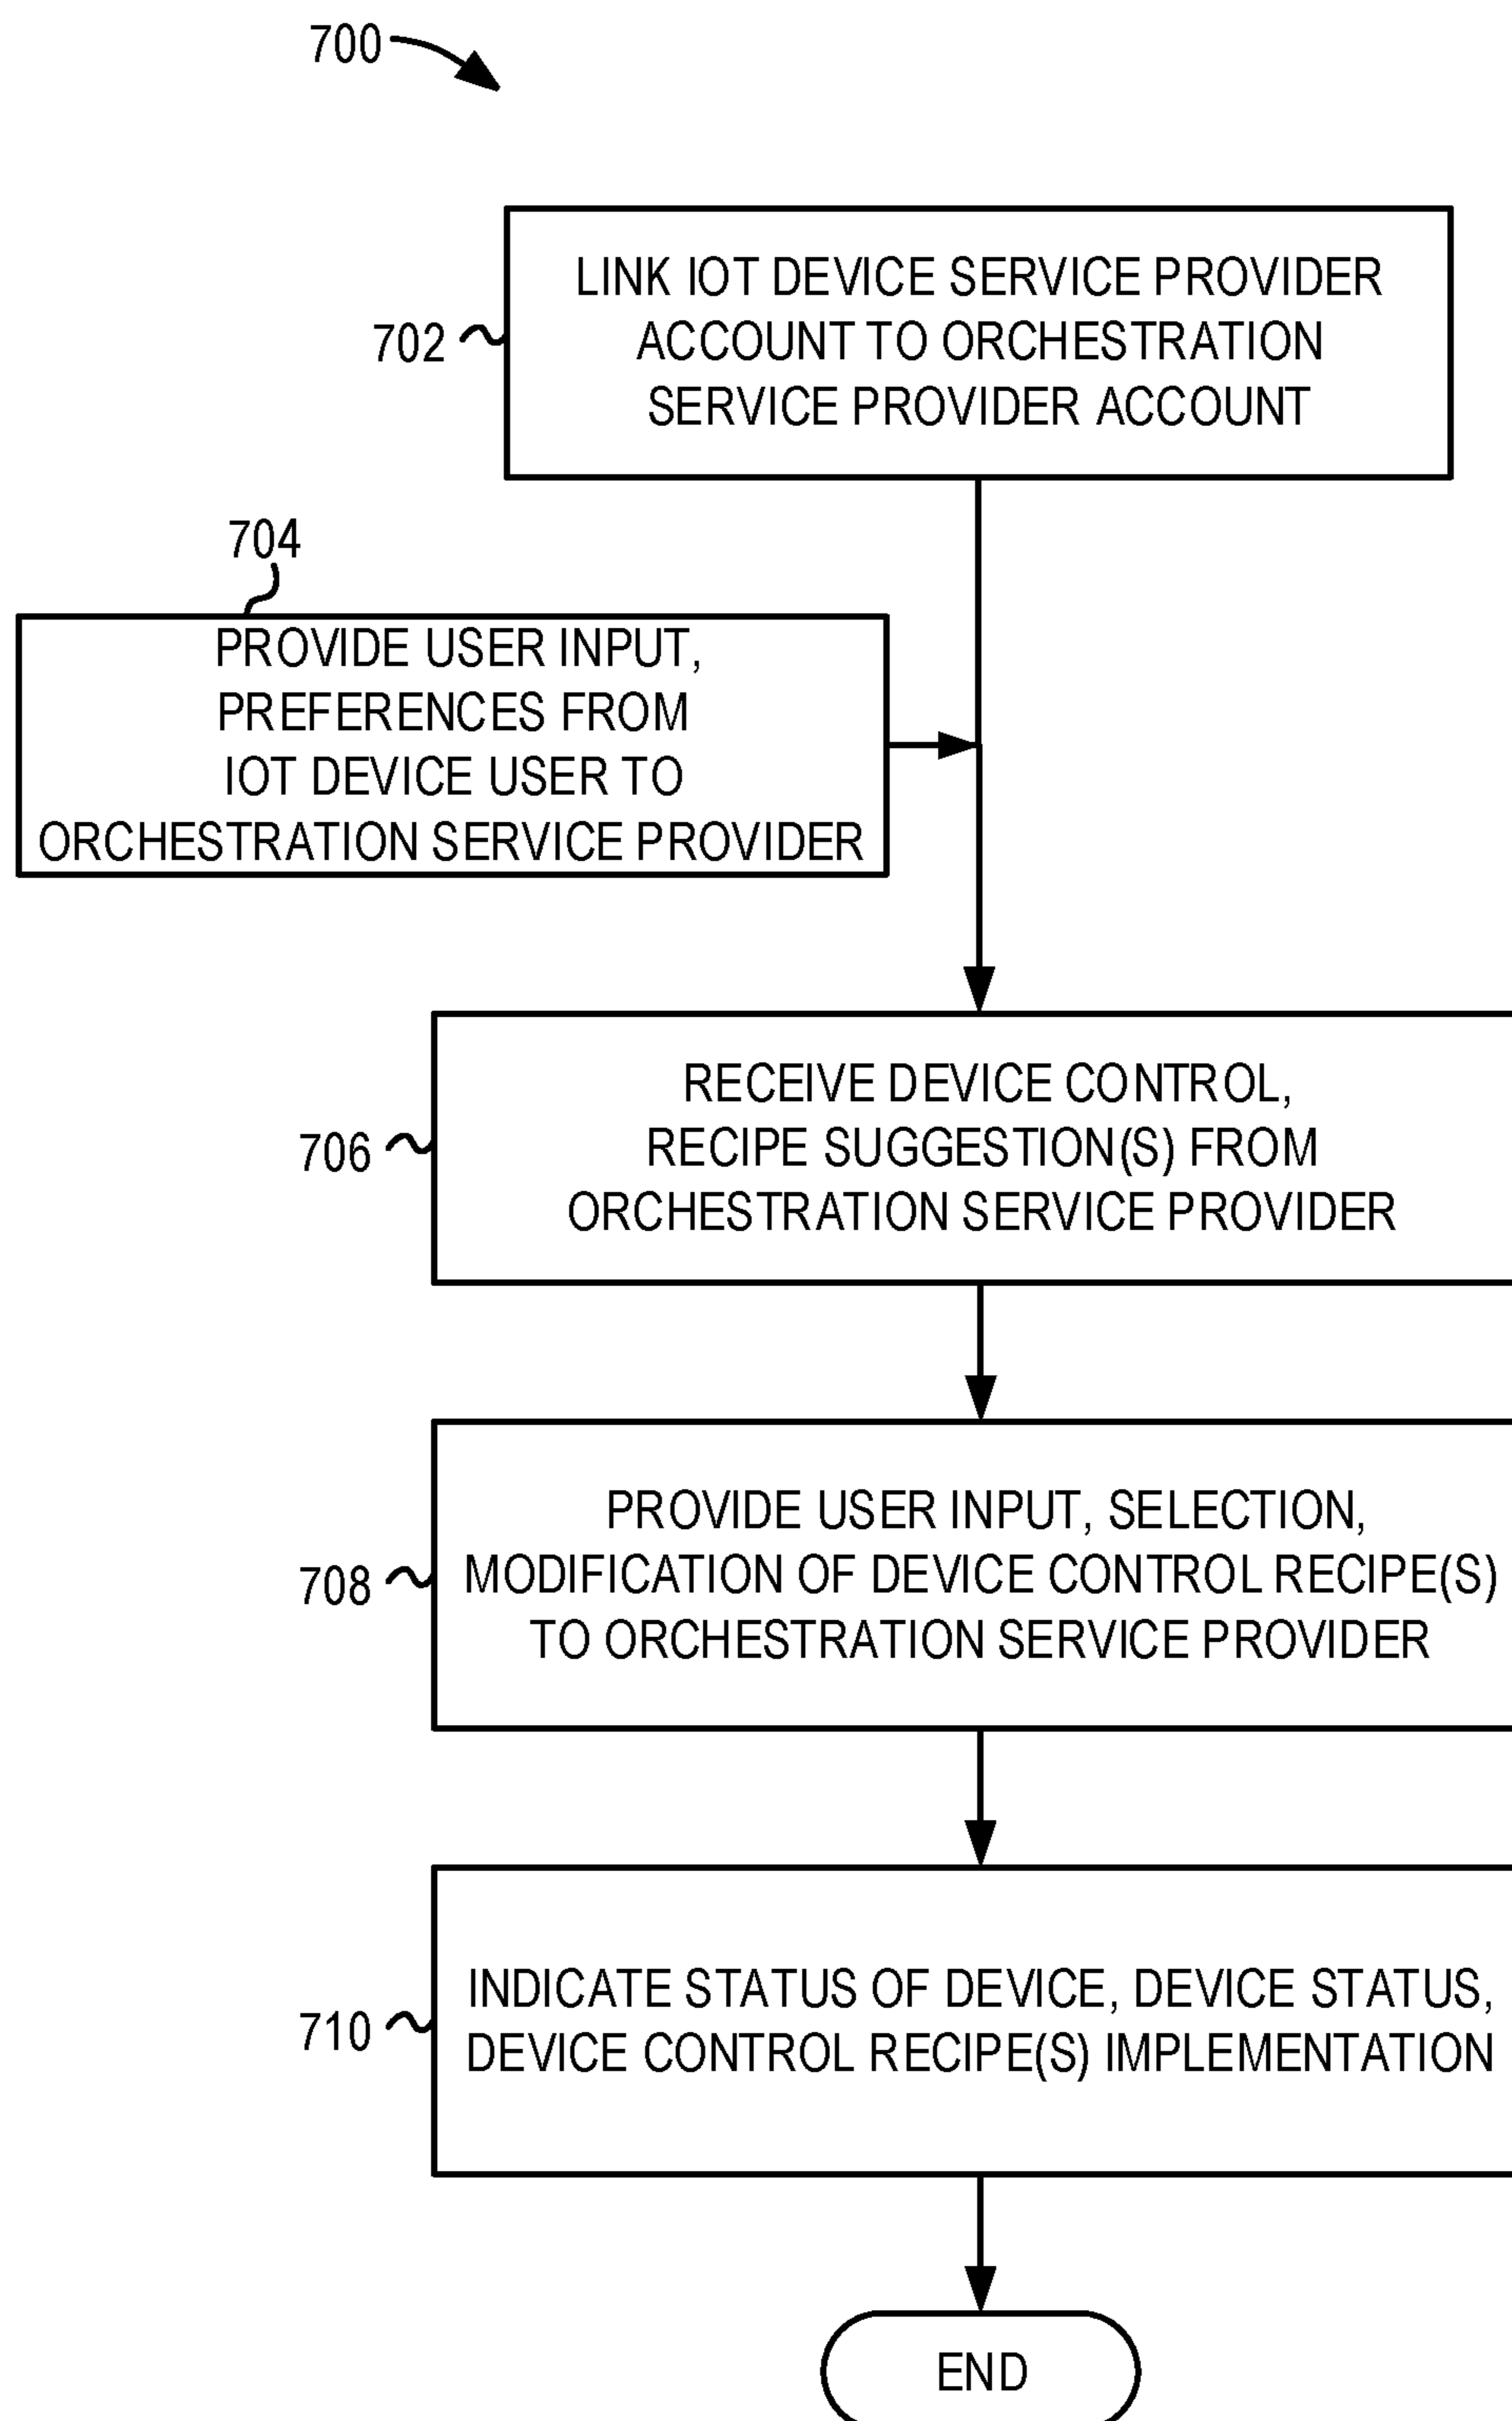 700
702
LINK IOT DEVICE SERVICE PROVIDER
ACCOUNT TO ORCHESTRATION
SERVICE PROVIDER ACCOUNT
704
PROVIDE USER INPUT,
PREFERENCES FROM
IOT DEVICE USER TO
ORCHESTRATION SERVICE PROVIDER
706
RECEIVE DEVICE CONTROL,
RECIPE SUGGESTION(S) FROM
ORCHESTRATION SERVICE PROVIDER
708
PROVIDE USER INPUT, SELECTION,
MODIFICATION OF DEVICE CONTROL RECIPE(S)
TO ORCHESTRATION SERVICE PROVIDER
710
INDICATE STATUS OF DEVICE, DEVICE STATUS,
DEVICE CONTROL RECIPE(S) IMPLEMENTATION
END